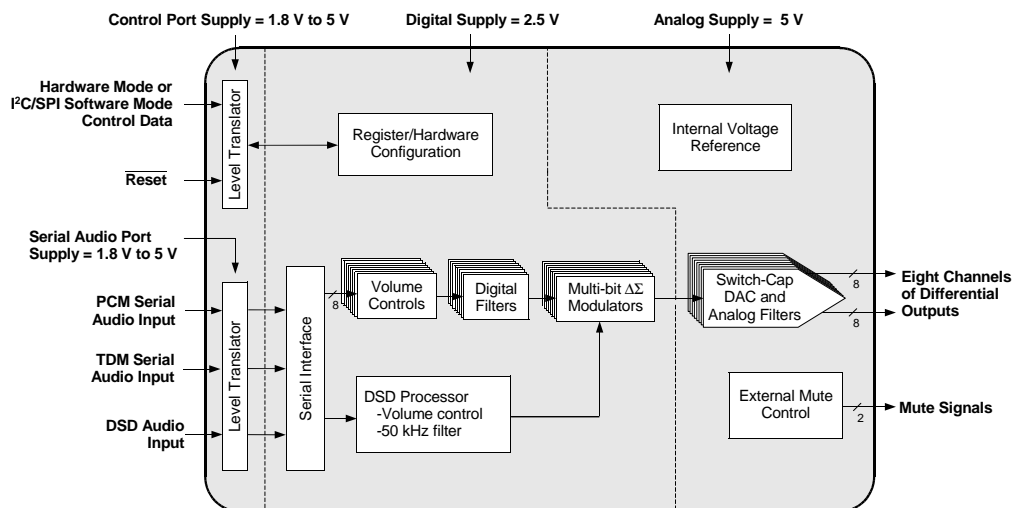 Control Port Supply = 1.8 V to 5 V
Digital Supply = 2.5 V
Analog Supply = 5 V
Hardware Mode or
I²C/SPI Software Mode
Control Data
Reset
Level Translator
Register/Hardware
Configuration
Internal Voltage
Reference
Serial Audio Port
Supply = 1.8 V to 5 V
PCM Serial
Audio Input
TDM Serial
Audio Input
DSD Audio
Input
Level Translator
Serial Interface
8
Volume
Controls
Digital
Filters
Multi-bit ΔΣ
Modulators
Switch-Cap
DAC and
Analog Filters
8
8
Eight Channels
of Differential
Outputs
DSD Processor
-Volume control
-50 kHz filter
External Mute
Control
2
Mute Signals